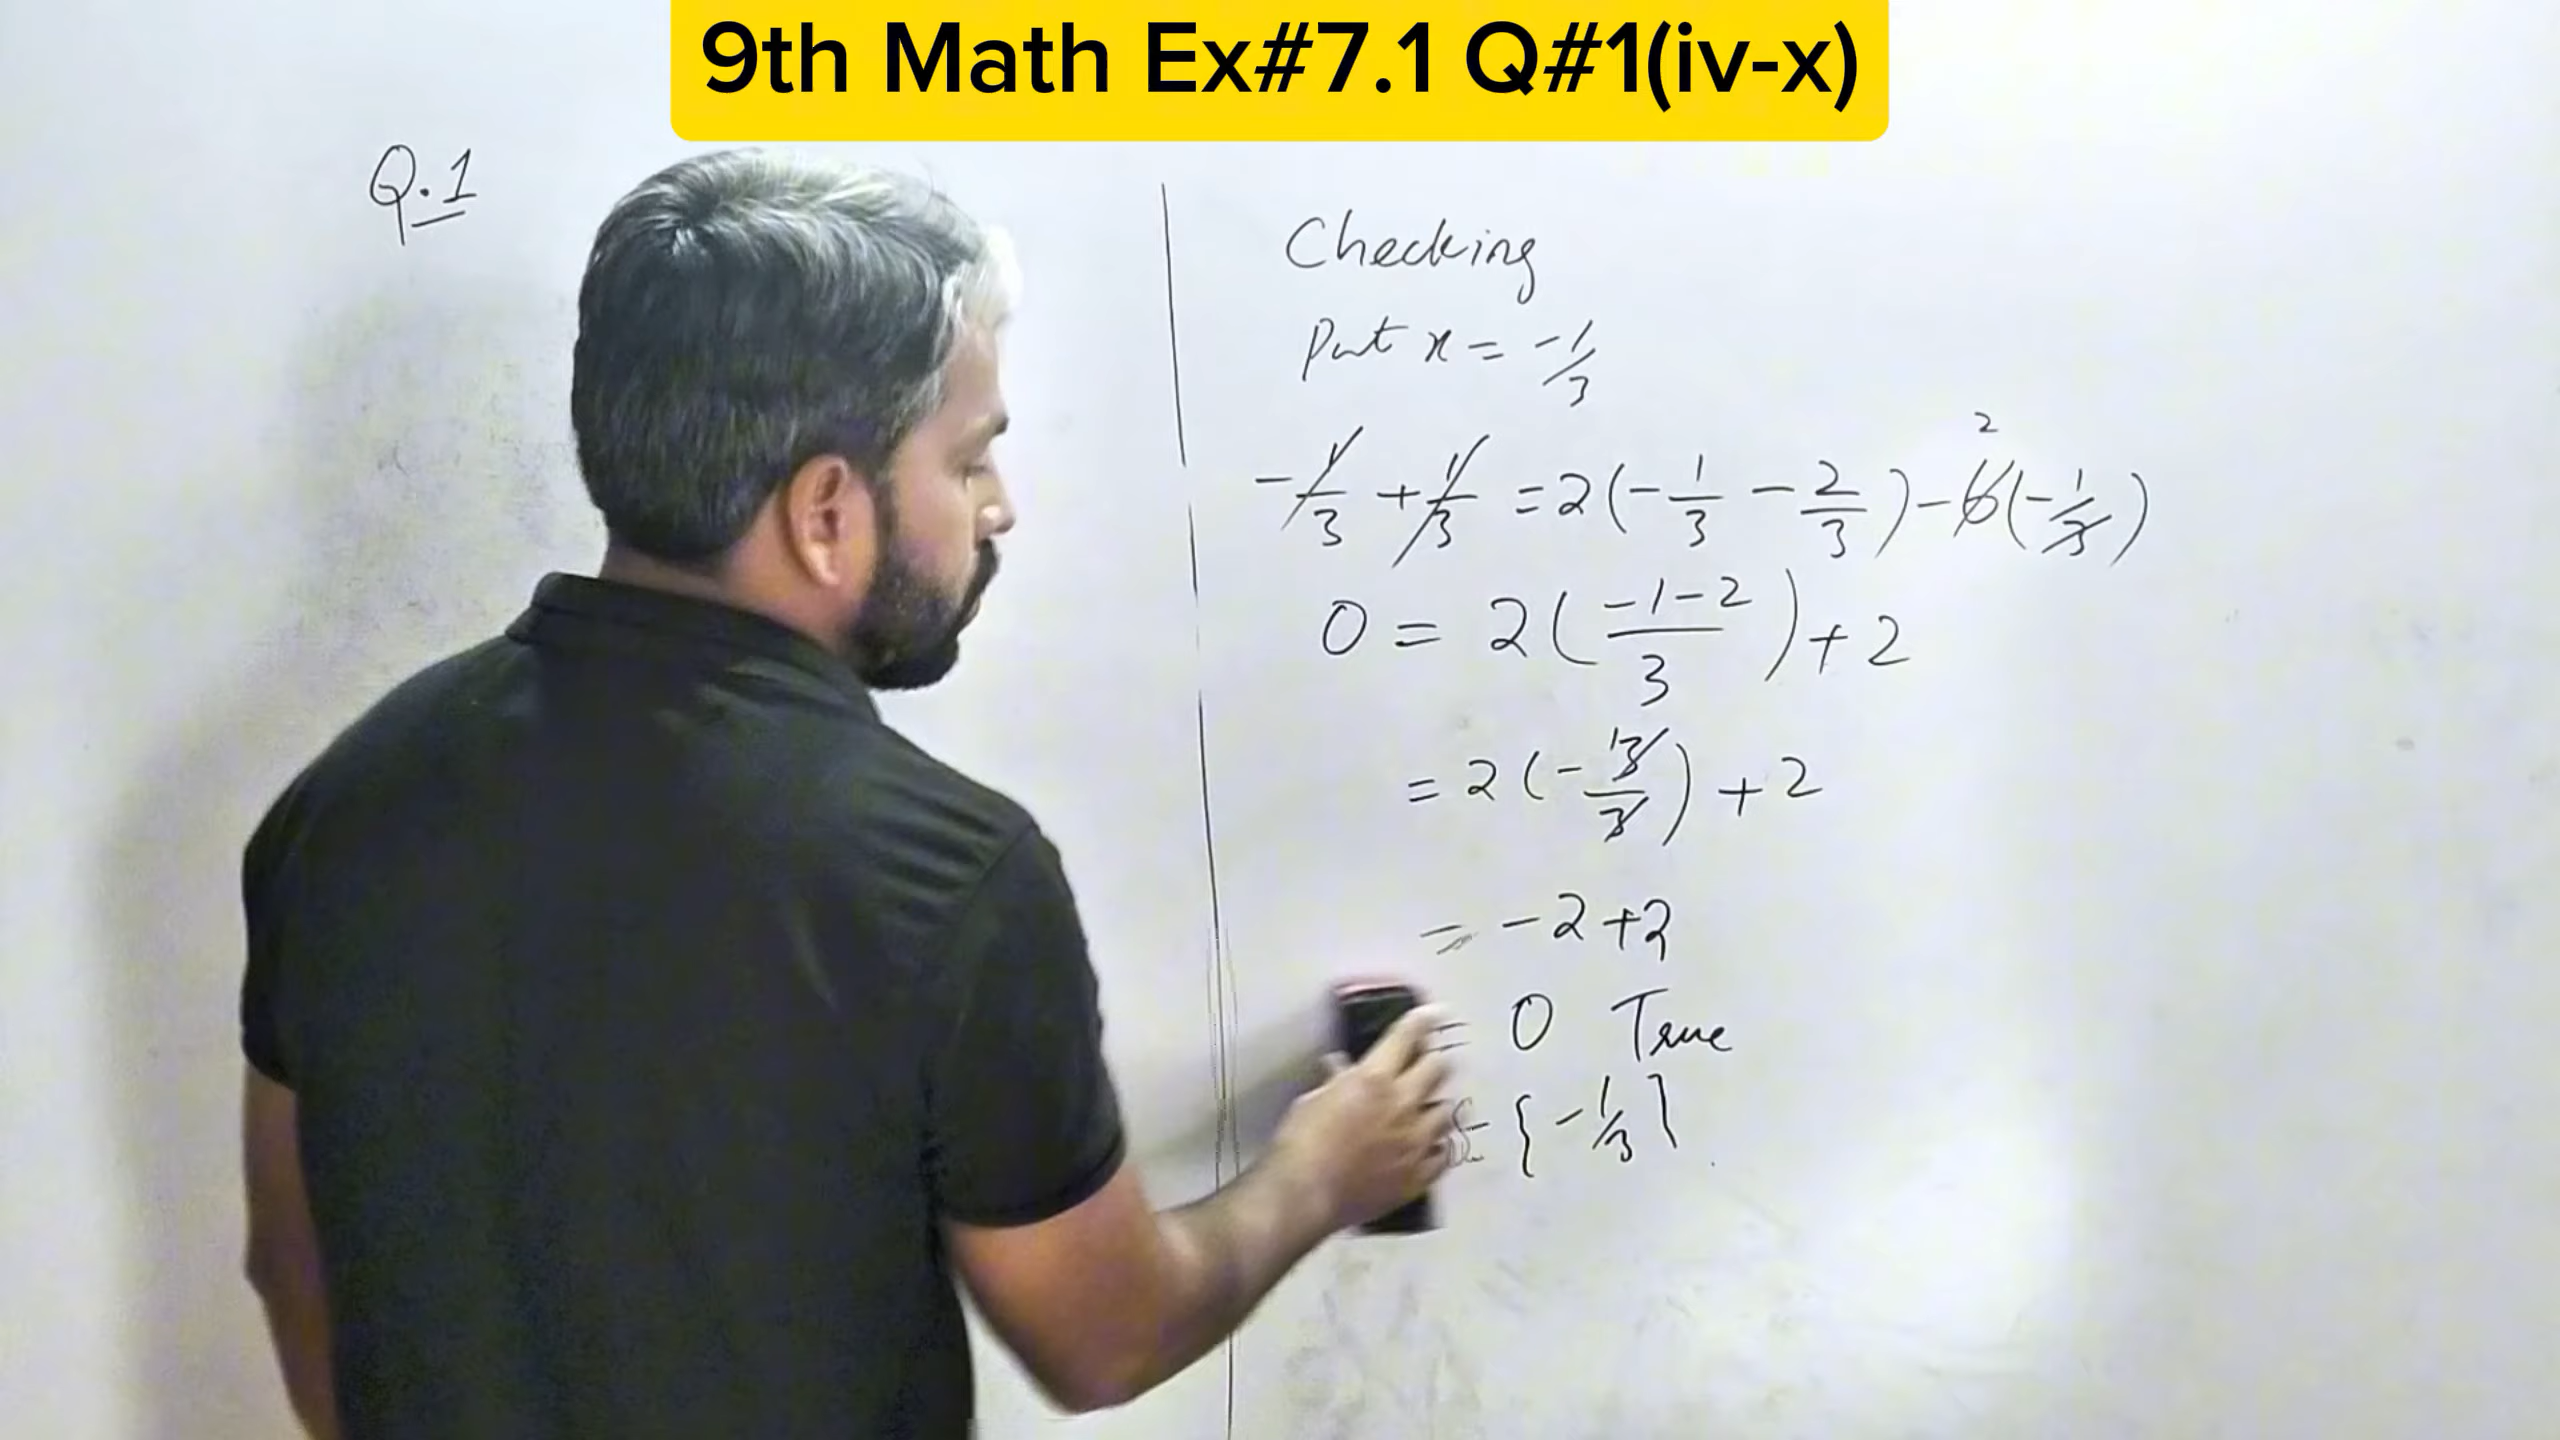 9th Math Ex#7.1 Q#1(iv-x)
Q.1
Checking
Put x = -1/3
-1/3 + 1/3 = 2(-1/3 - 2/3) - 6(-1/3)
2
0 = 2(-1-2/3) + 2
= 2(-3/3) + 2
= -2+2
= 0 True
= {-1/3}